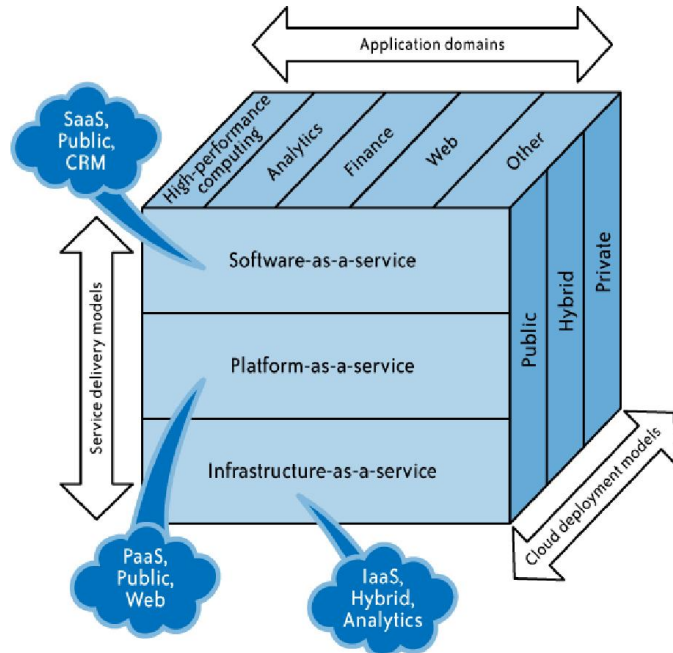 Application domains
SaaS,
Public,
CRM
High-performance
computing
Analytics
Finance
Web
Other
Service delivery models
Software-as-a-service
Platform-as-a-service
Infrastructure-as-a-service
Public
Hybrid
Private
Cloud deployment models
PaaS,
Public,
Web
IaaS,
Hybrid,
Analytics